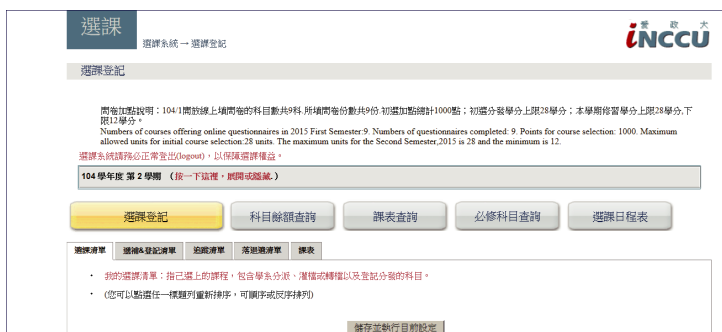 選課
選課系統 → 選課登記
愛 政 大
iNCCU
選課登記
問卷加點說明：104/1開放線上填問卷的科目數共9科.所填問卷份數共9份.初選加點總計1000點；初選分發學分上限28學分；本學期修習學分上限28學分,下
限12學分。
Numbers of courses offering online questionnaires in 2015 First Semester:9. Numbers of questionnaires completed: 9. Points for course selection: 1000. Maximum
allowed units for initial course selection:28 units. The maximum units for the Second Semester,2015 is 28 and the minimum is 12.
選課系統請務必正常登出(logout)，以保障選課權益。
104 學年度 第 2 學期 （按一下這裡，展開或隱藏.）
選課登記 科目餘額查詢 課表查詢 必修科目查詢 選課日程表
選課清單 遞補&登記清單 追蹤清單 落退選清單 課表
• 我的選課清單：指已選上的課程，包含學系分派、灌檔或轉檔以及登記分發的科目。
• (您可以點選任一標題列重新排序，可順序或反序排列)
儲存並執行目前設定